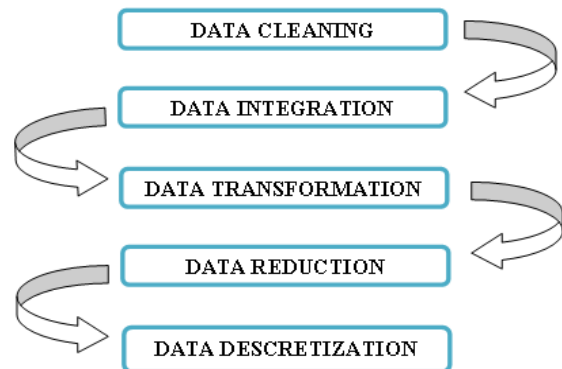 DATA CLEANING
DATA INTEGRATION
DATA TRANSFORMATION
DATA REDUCTION
DATA DESCRETIZATION